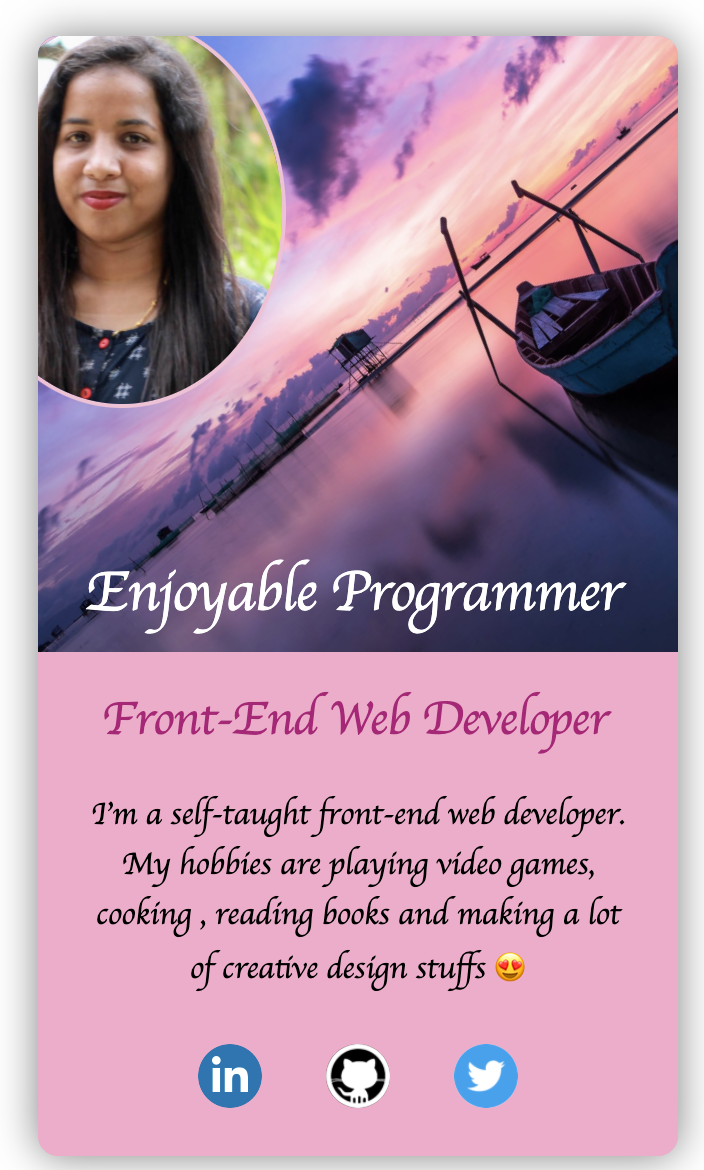 Enjoyable Programmer
Front-End Web Developer
I'm a self-taught front-end web developer.
My hobbies are playing video games,
cooking , reading books and making a lot
of creative design stuffs 😍
in